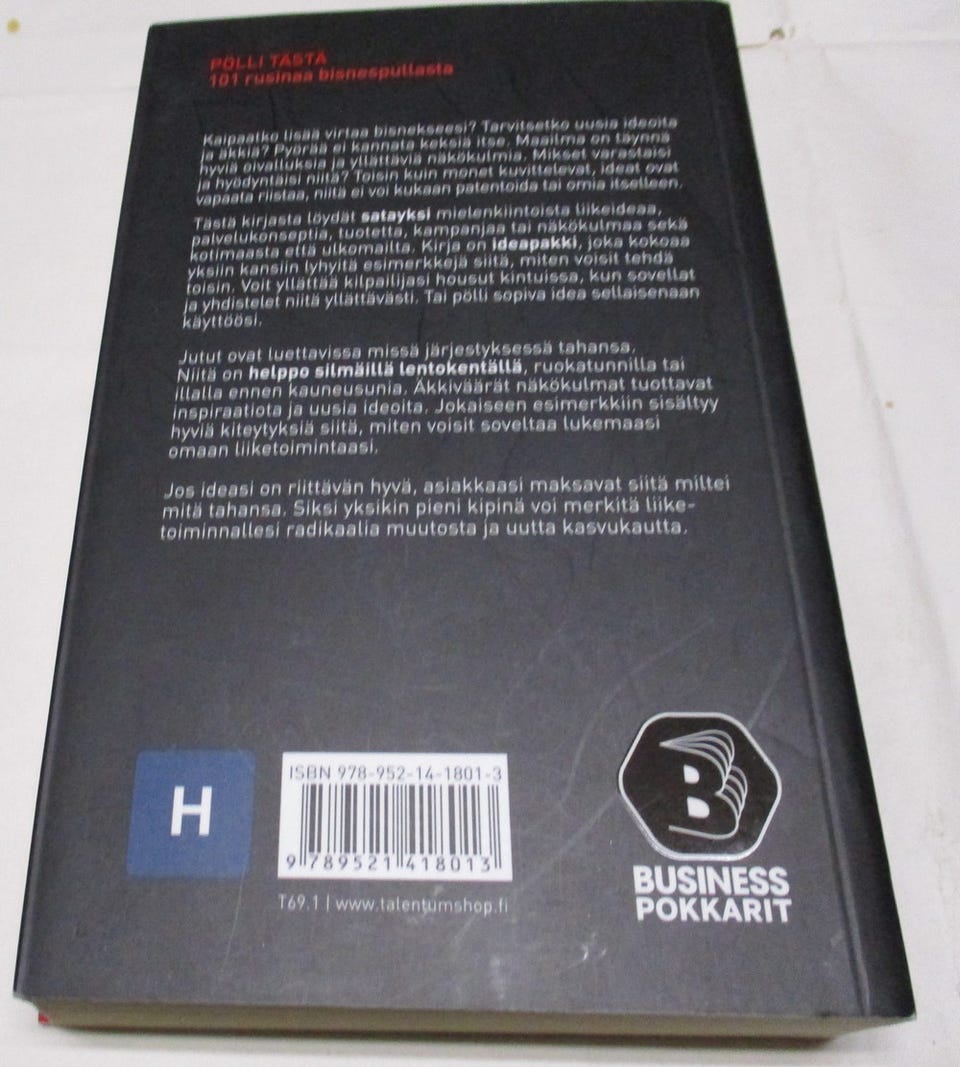 PÖLLI TÄSTÄ
101 rusinaa bisnespullasta
Kaipaatko lisää virtaa bisnekseesi? Tarvitsetko uusia ideoita
ja äkkiä? Pyörää ei kannata keksiä itse. Maailma on täynnä
hyviä oivalluksia ja yllättäviä näkökulmia. Mikset varastaisi
ja hyödyntäisi niitä? Toisin kuin monet kuvittelevat, ideat ovat
vapaata riistaa, niitä ei voi kukaan patentoida tai omia itselleen.
Tästä kirjasta löydät satayksi mielenkiintoista liikeideaa,
palvelukonseptia, tuotetta, kampanjaa tai näkökulmaa sekä
kotimaasta että ulkomailta. Kirja on ideapakki, joka kokoaa
yksiin kansiin lyhyitä esimerkkejä siitä, miten voisit tehdä
toisin. Voit yllättää kilpailijasi housut kintuissa, kun sovellat
ja yhdistelet niitä yllättävästi. Tai pölli sopiva idea sellaisenaan
käyttöösi.
Jutut ovat luettavissa missä järjestyksessä tahansa.
Niitä on helppo silmäillä lentokentällä, ruokatunnilla tai
illalla ennen kauneusunia. Äkkiväärät näkökulmat tuottavat
inspiraatiota ja uusia ideoita. Jokaiseen esimerkkiin sisältyy
hyviä kiteytyksiä siitä, miten voisit soveltaa lukemaasi
omaan liiketoimintaasi.
Jos ideasi on riittävän hyvä, asiakkaasi maksavat siitä miltei
mitä tahansa. Siksi yksikin pieni kipinä voi merkitä liike-
toiminnallesi radikaalia muutosta ja uutta kasvukautta.
H
ISBN 978-952-14-1801-3
9 789521 418013
T69.1 | www.talentumshop.fi
B
BUSINESS
POKKARIT